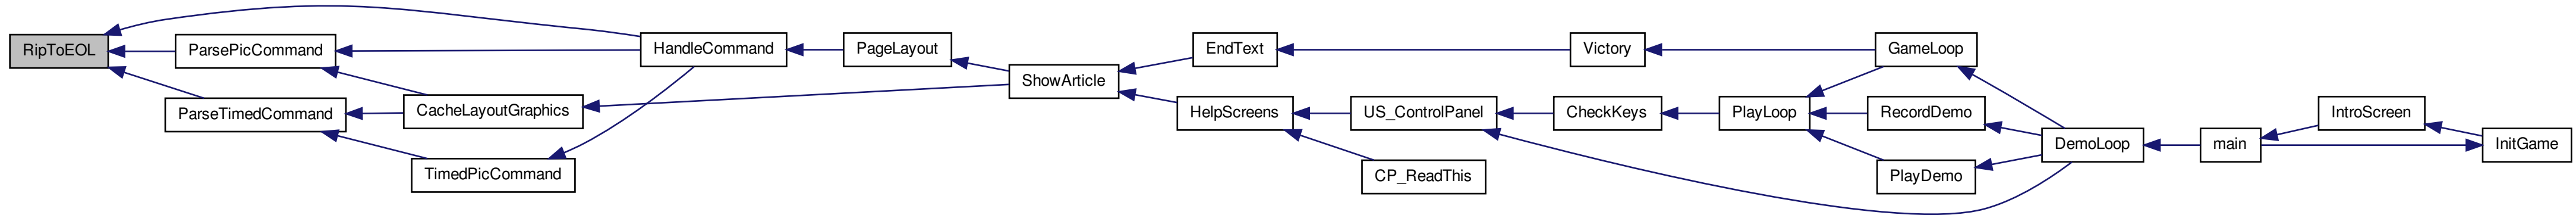 RipToEOL
ParsePicCommand
ParseTimedCommand
CacheLayoutGraphics
TimedPicCommand
HandleCommand
PageLayout
ShowArticle
EndText
HelpScreens
Victory
US_ControlPanel
CP_ReadThis
CheckKeys
PlayLoop
GameLoop
RecordDemo
PlayDemo
DemoLoop
main
IntroScreen
InitGame